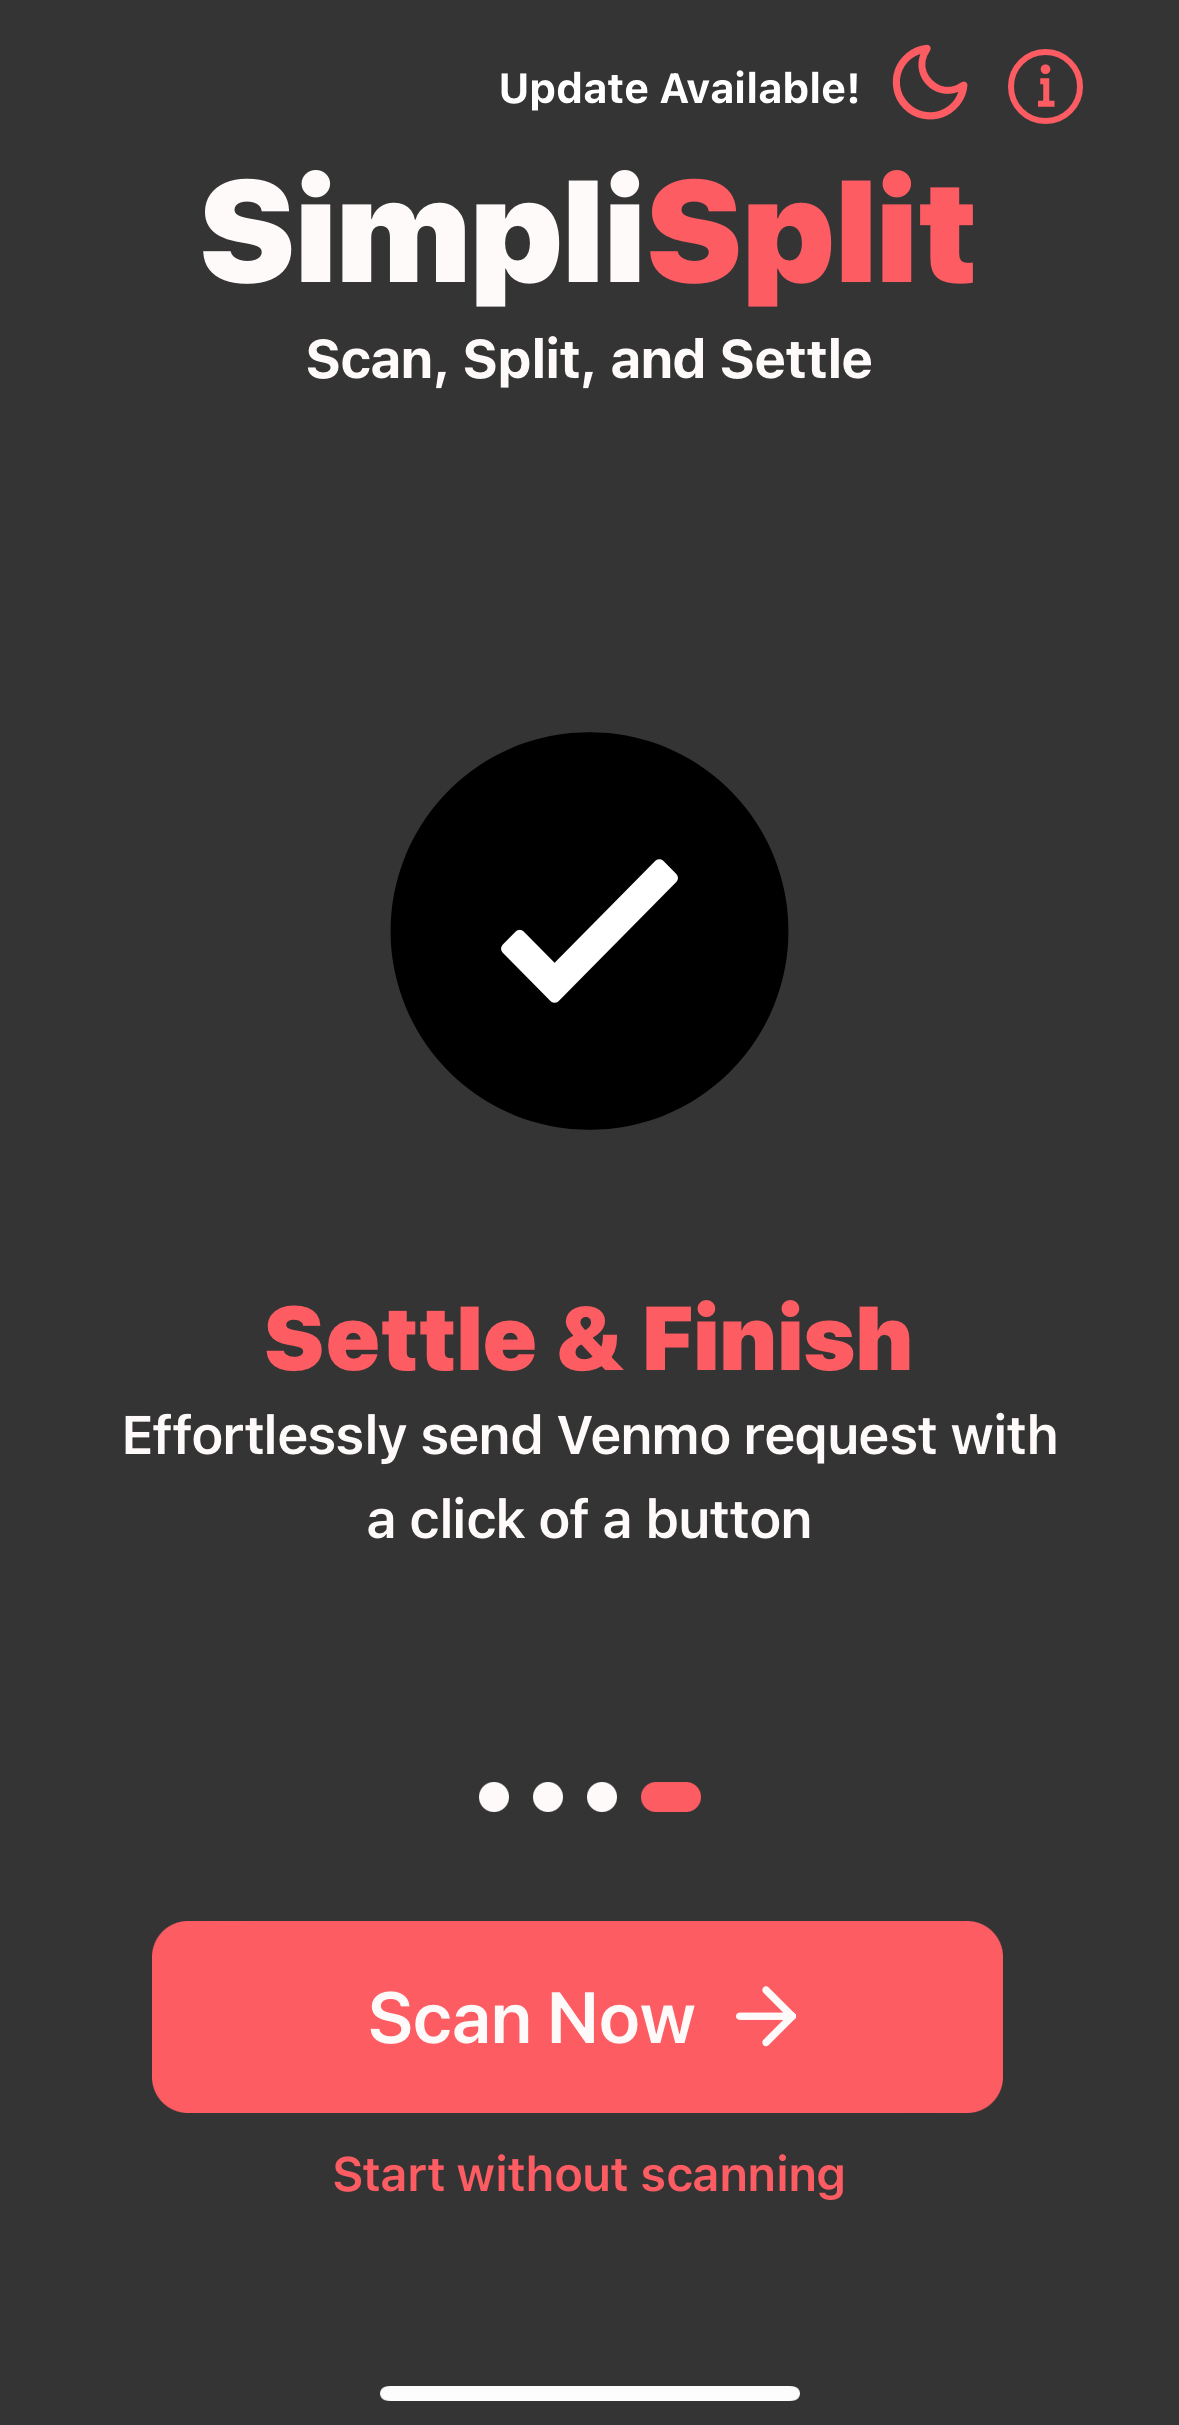 Update Available!
SimpliSplit
Scan, Split, and Settle
Settle & Finish
Effortlessly send Venmo request with
a click of a button
Scan Now
Start without scanning